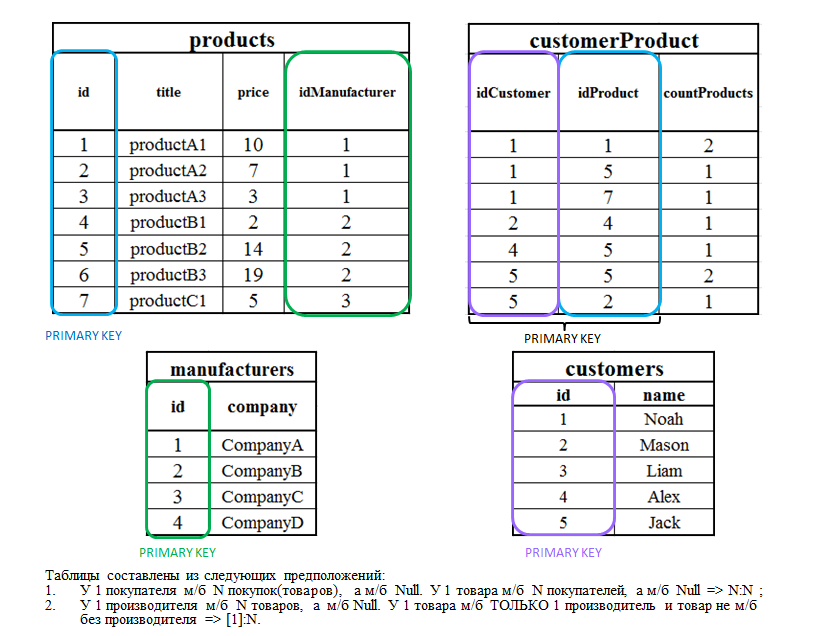 products
id title price idManufacturer
1 productA1 10 1
2 productA2 7 1
3 productA3 3 1
4 productB1 2 2
5 productB2 14 2
6 productB3 19 2
7 productC1 5 3
PRIMARY KEY
customerProduct
idCustomer idProduct countProducts
1 1 2
1 5 1
1 7 1
2 4 1
4 5 1
5 5 2
5 2 1
PRIMARY KEY
manufacturers
id company
1 CompanyA
2 CompanyB
3 CompanyC
4 CompanyD
PRIMARY KEY
customers
id name
1 Noah
2 Mason
3 Liam
4 Alex
5 Jack
PRIMARY KEY
Таблицы составлены из следующих предположений:
1. У 1 покупателя м/б N покупок(товаров), а м/б Null. У 1 товара м/б N покупателей, а м/б Null => N:N ;
2. У 1 производителя м/б N товаров, а м/б Null. У 1 товара м/б ТОЛЬКО 1 производитель и товар не м/б
без производителя => [1]:N.